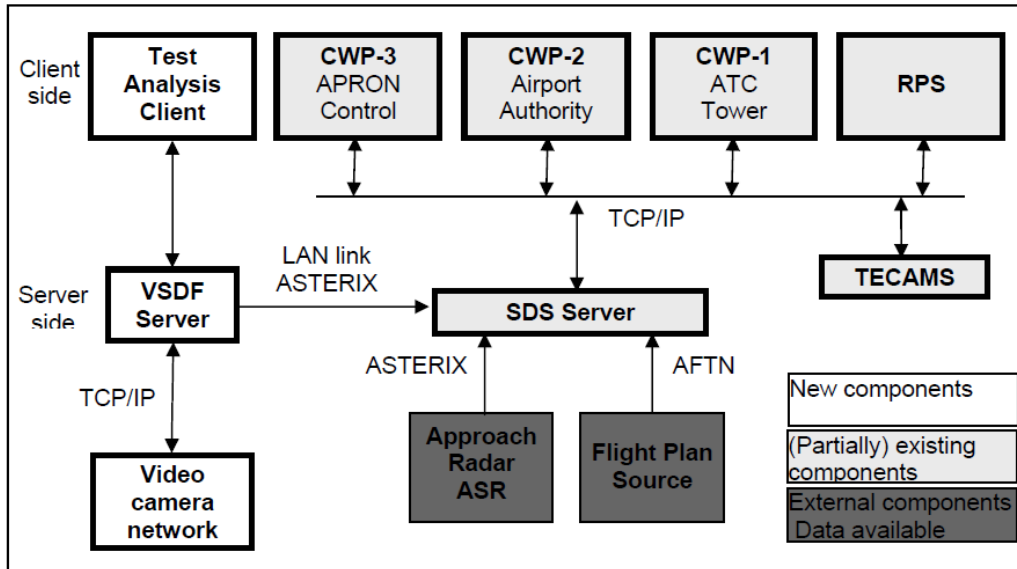 Client
side
Test
Analysis
Client
CWP-3
APRON
Control
CWP-2
Airport
Authority
CWP-1
ATC
Tower
RPS
TCP/IP
LAN link
ASTERIX
TECAMS
Server
side
VSDF
Server
SDS Server
TCP/IP
ASTERIX
AFTN
Video
camera
network
Approach
Radar
ASR
Flight Plan
Source
New components
(Partially) existing
components
External components
Data available